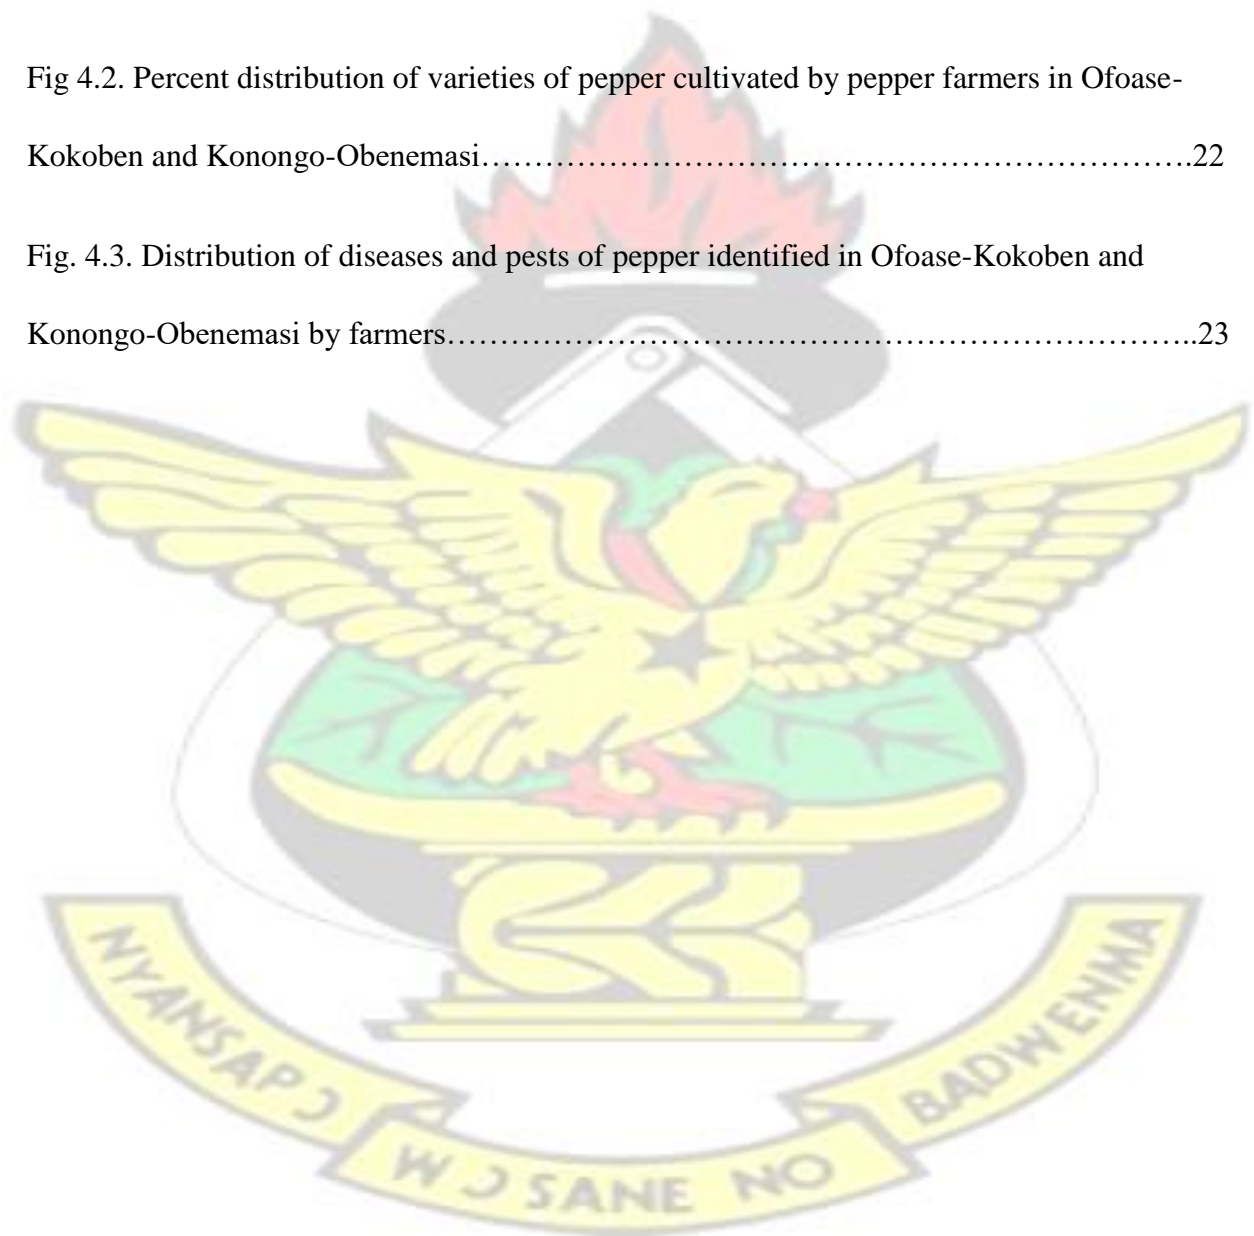 Fig 4.2. Percent distribution of varieties of pepper cultivated by pepper farmers in Ofoase-
Kokoben and Konongo-Obenemasi……………………….…………………………………….22
Fig. 4.3. Distribution of diseases and pests of pepper identified in Ofoase-Kokoben and
Konongo-Obenemasi by farmers………………………………………………………………..23
NYANSAPƆ
WƆSANE NO
BADWENMA